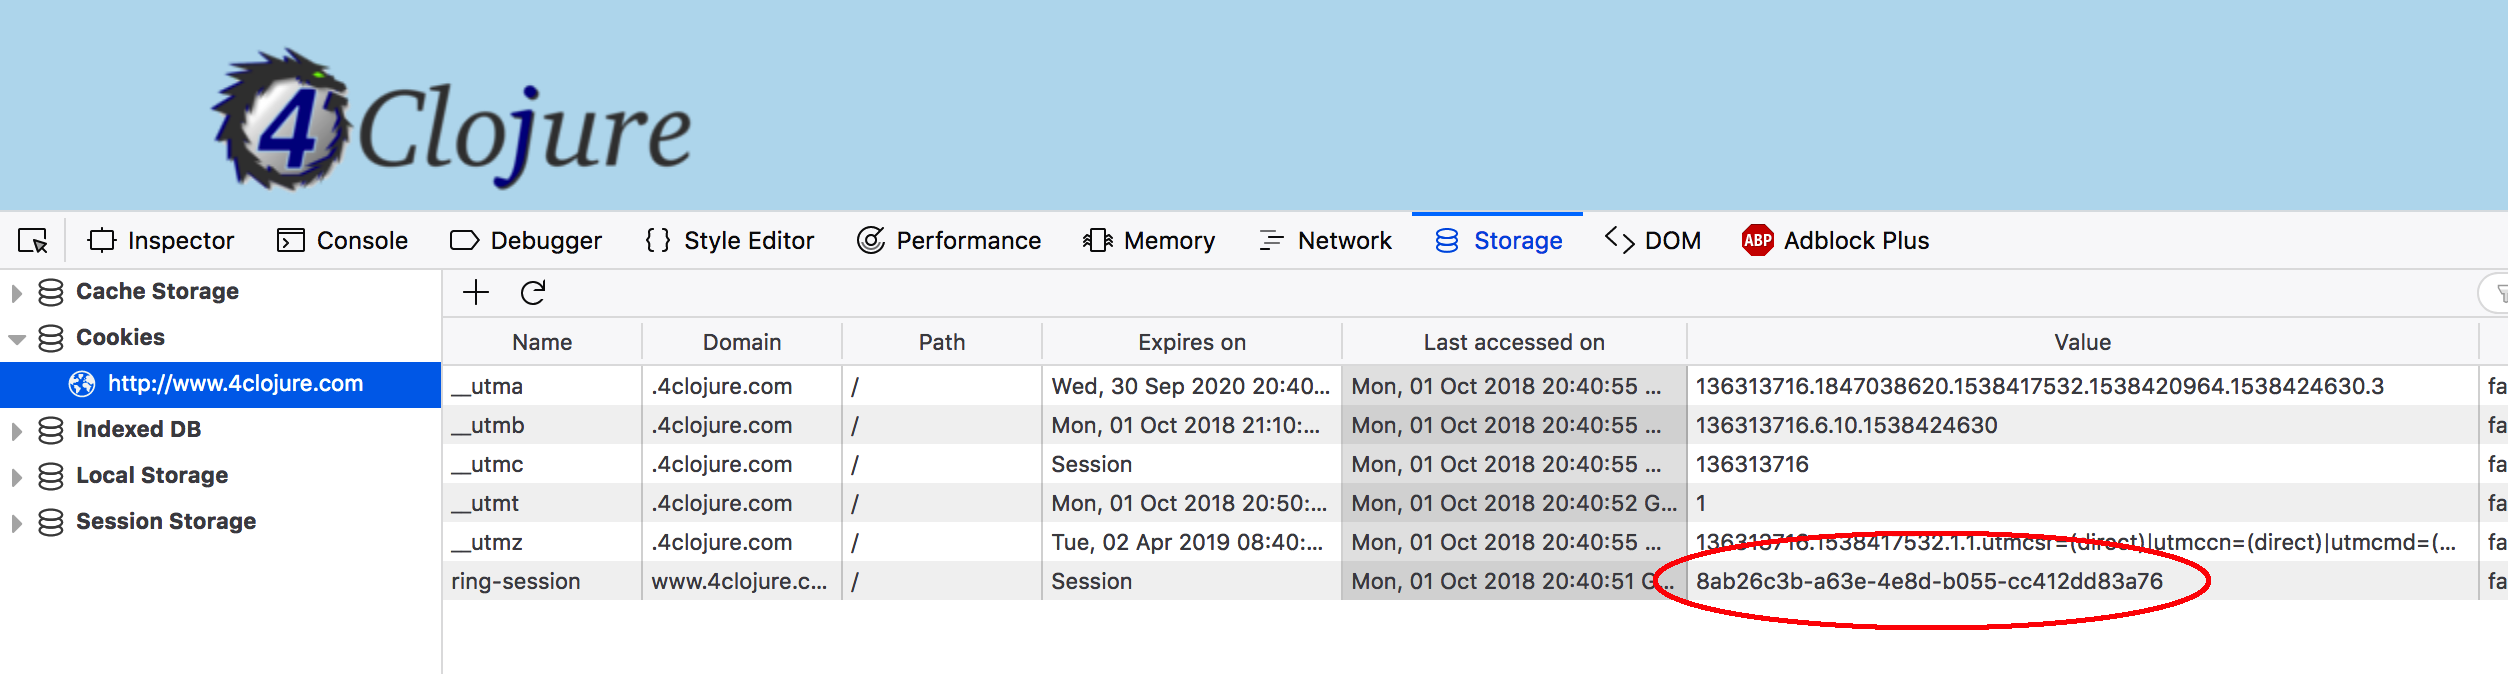 4Clojure
Inspector Console Debugger { } Style Editor Performance Memory Network Storage DOM ABP Adblock Plus
Cache Storage
Cookies
http://www.4clojure.com
Indexed DB
Local Storage
Session Storage
Name Domain Path Expires on Last accessed on Value
__utma .4clojure.com / Wed, 30 Sep 2020 20:40... Mon, 01 Oct 2018 20:40:55 ... 136313716.1847038620.1538417532.1538420964.1538424630.3 fa
__utmb .4clojure.com / Mon, 01 Oct 2018 21:10:... Mon, 01 Oct 2018 20:40:55 ... 136313716.6.10.1538424630 fa
__utmc .4clojure.com / Session Mon, 01 Oct 2018 20:40:55 ... 136313716 fa
__utmt .4clojure.com / Mon, 01 Oct 2018 20:50:... Mon, 01 Oct 2018 20:40:52 G... 1 fa
__utmz .4clojure.com / Tue, 02 Apr 2019 08:40:... Mon, 01 Oct 2018 20:40:55 ... 136313716.1538417532.1.1.utmcsr=(direct)|utmccn=(direct)|utmcmd=(... fa
ring-session www.4clojure.c... / Session Mon, 01 Oct 2018 20:40:51 G... 8ab26c3b-a63e-4e8d-b055-cc412dd83a76 fa